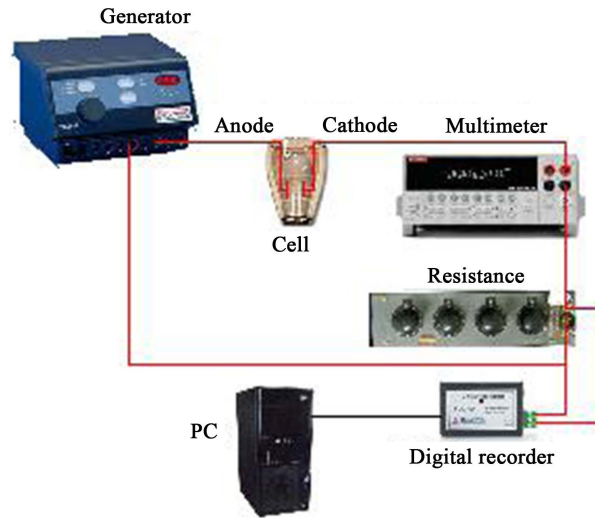 Generator
Anode
Cathode
Multimeter
Cell
Resistance
PC
Digital recorder